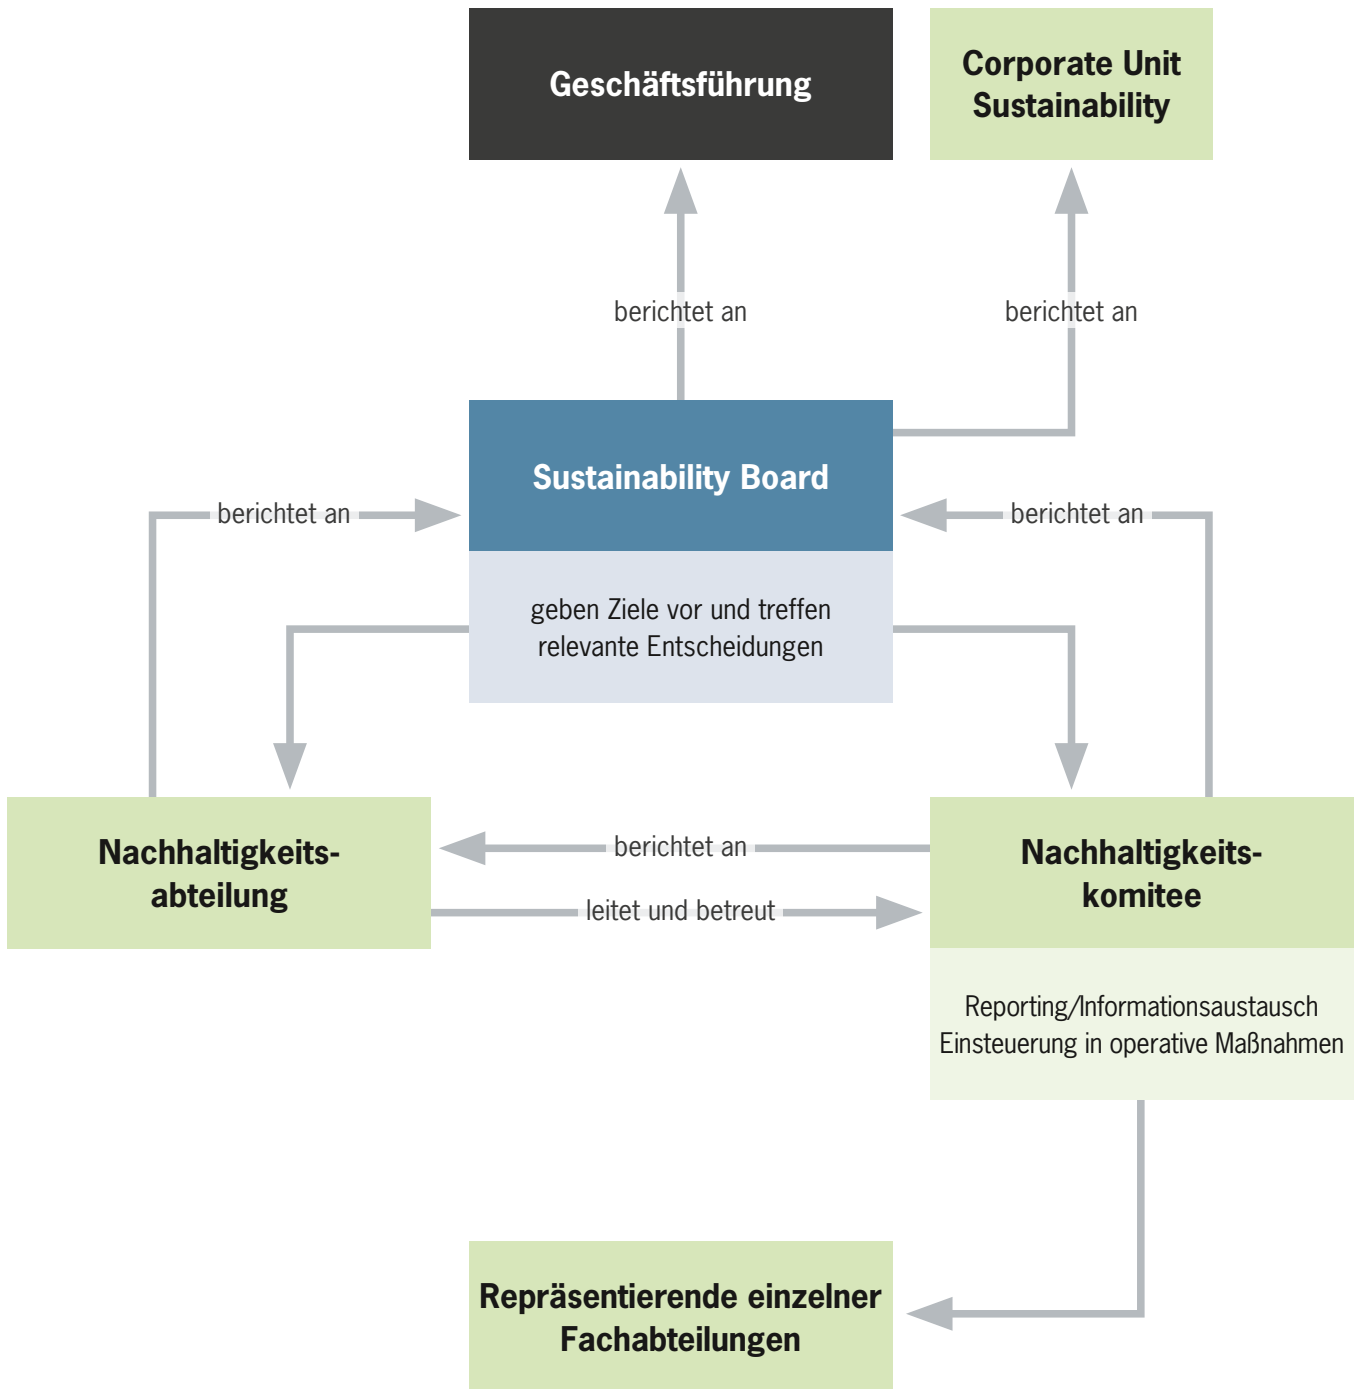 Geschäftsführung
Corporate Unit
Sustainability
berichtet an
berichtet an
Sustainability Board
berichtet an
berichtet an
geben Ziele vor und treffen
relevante Entscheidungen
Nachhaltigkeits-
abteilung
berichtet an
leitet und betreut
Nachhaltigkeits-
komitee
Reporting/Informationsaustausch
Einsteuerung in operative Maßnahmen
Repräsentierende einzelner
Fachabteilungen